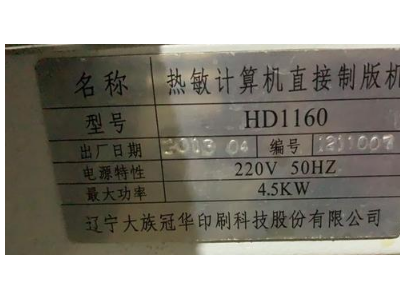 名称 热敏计算机直接制版机
型号 HD1160
出厂日期 2013 04 编号 1211007
电源特性 220V 50HZ
最大功率 4.5KW
辽宁大族冠华印刷科技股份有限公司